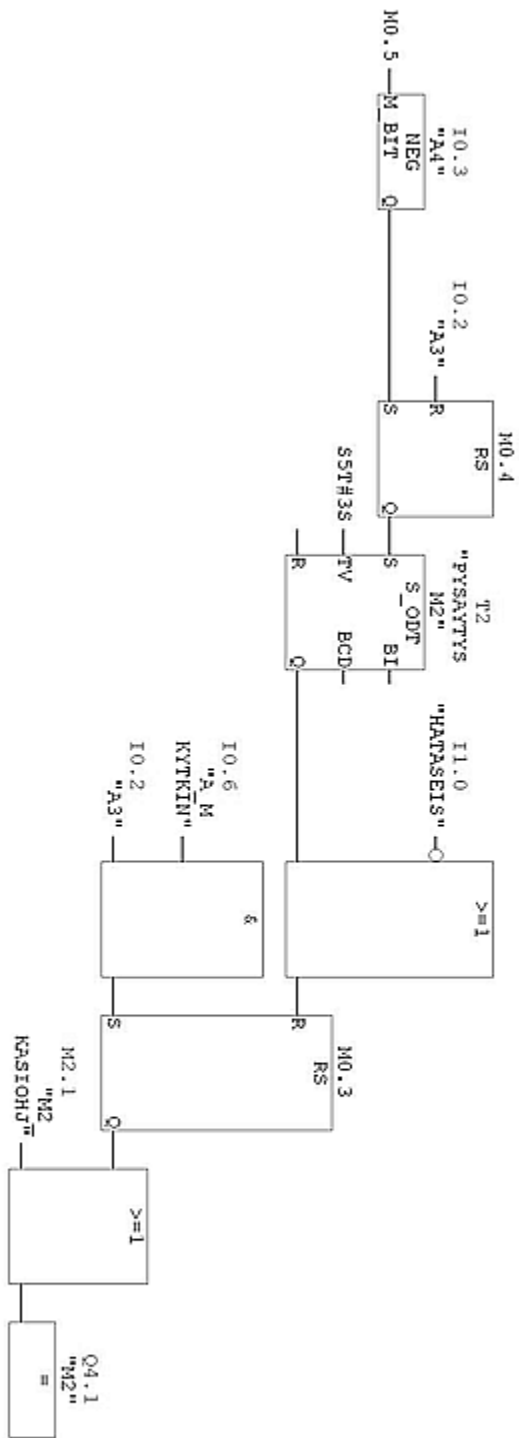 I0.3
"A4"
NEG
M0.5
M_BIT
Q
M0.4
RS
I0.2
"A3"
R
S
Q
T2
"PYSAYTYS
M2"
S_ODT
S
BI
S5T#3S
TV
BCD
R
Q
I1.0
"HATASEIS"
>=1
I0.6
"A_M
KYTKIN"
&
I0.2
"A3"
M0.3
RS
R
S
Q
M2.1
"M2
KASIOHJ"
>=1
Q4.1
"M2"
=